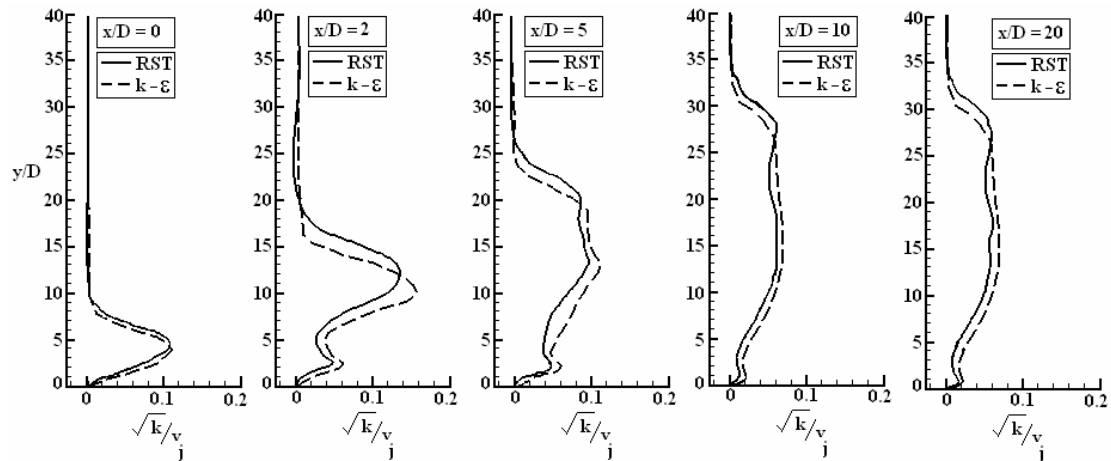 40 40 40 40 40
x/D = 0 x/D = 2 x/D = 5 x/D = 10 x/D = 20
RST RST RST RST RST
k - ε k - ε k - ε k - ε k - ε
35 35 35 35 35
30 30 30 30 30
25 25 25 25 25
y/D
20 20 20 20 20
15 15 15 15 15
10 10 10 10 10
5 5 5 5 5
0 0 0 0 0
0 0.1 0.2 0 0.1 0.2 0 0.1 0.2 0 0.1 0.2 0 0.1 0.2
√k/vj √k/vj √k/vj √k/vj √k/vj